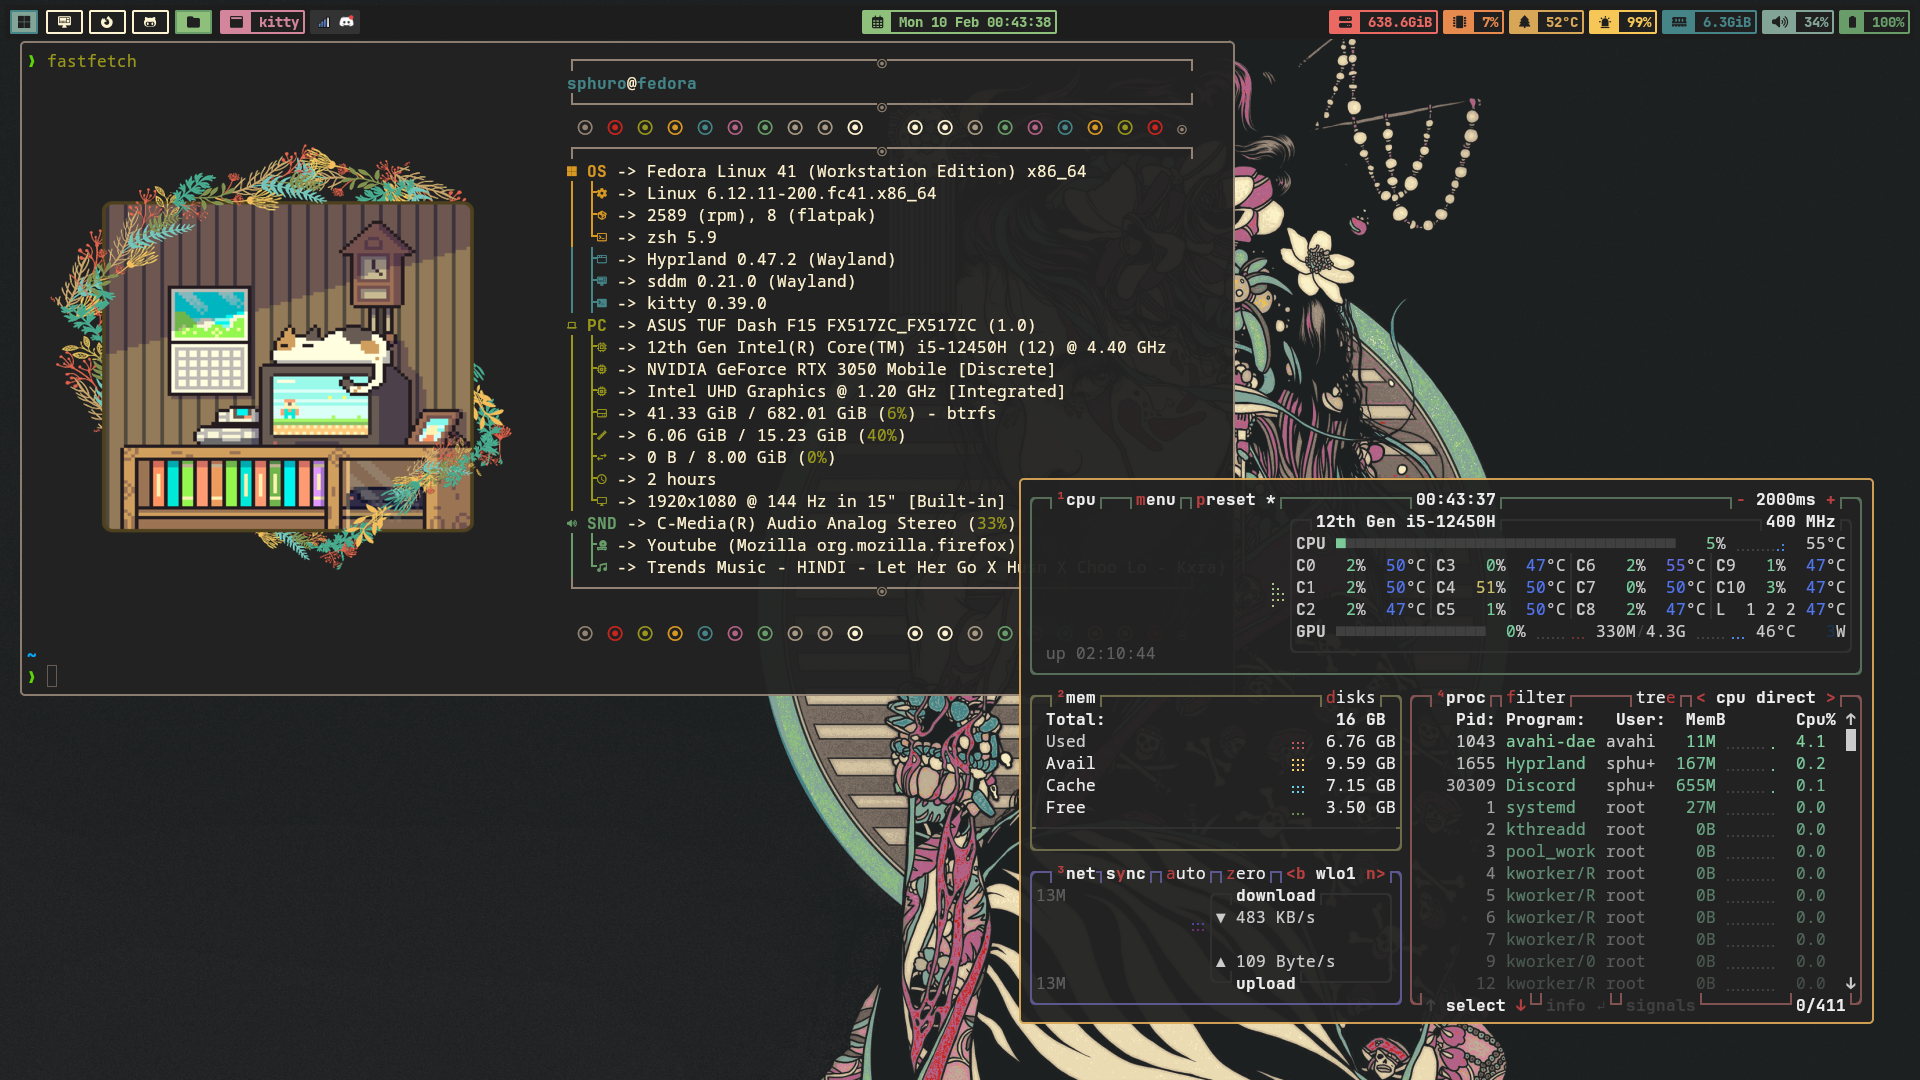 kitty
Mon 10 Feb 00:43:38
638.6GiB
7%
52°C
99%
6.3GiB
34%
100%
❱ fastfetch
sphuro@fedora
OS -> Fedora Linux 41 (Workstation Edition) x86_64
-> Linux 6.12.11-200.fc41.x86_64
-> 2589 (rpm), 8 (flatpak)
-> zsh 5.9
-> Hyprland 0.47.2 (Wayland)
-> sddm 0.21.0 (Wayland)
-> kitty 0.39.0
PC -> ASUS TUF Dash F15 FX517ZC_FX517ZC (1.0)
-> 12th Gen Intel(R) Core(TM) i5-12450H (12) @ 4.40 GHz
-> NVIDIA GeForce RTX 3050 Mobile [Discrete]
-> Intel UHD Graphics @ 1.20 GHz [Integrated]
-> 41.33 GiB / 682.01 GiB (6%) - btrfs
-> 6.06 GiB / 15.23 GiB (40%)
-> 0 B / 8.00 GiB (0%)
-> 2 hours
-> 1920x1080 @ 144 Hz in 15" [Built-in]
SND -> C-Media(R) Audio Analog Stereo (33%)
-> Youtube (Mozilla org.mozilla.firefox)
-> Trends Music - HINDI - Let Her Go X Husn X Choo Lo - Kxra)
~
❱
¹cpu menu preset * 00:43:37 - 2000ms +
12th Gen i5-12450H 400 MHz
CPU 5% 55°C
C0 2% 50°C C3 0% 47°C C6 2% 55°C C9 1% 47°C
C1 2% 50°C C4 51% 50°C C7 0% 50°C C10 3% 47°C
C2 2% 47°C C5 1% 50°C C8 2% 47°C L 1 2 2 47°C
GPU 0% 330M/4.3G 46°C 3W
up 02:10:44
²mem disks
Total: 16 GB
Used 6.76 GB
Avail 9.59 GB
Cache 7.15 GB
Free 3.50 GB
³net sync auto zero <b wlo1 n>
13M download
▼ 483 KB/s
▲ 109 Byte/s
13M upload
⁴proc filter tree < cpu direct >
Pid: Program: User: MemB Cpu% ↑
1043 avahi-dae avahi 11M 4.1
1655 Hyprland sphu+ 167M 0.2
30309 Discord sphu+ 655M 0.1
1 systemd root 27M 0.0
2 kthreadd root 0B 0.0
3 pool_work root 0B 0.0
4 kworker/R root 0B 0.0
5 kworker/R root 0B 0.0
6 kworker/R root 0B 0.0
7 kworker/R root 0B 0.0
9 kworker/0 root 0B 0.0
12 kworker/R root 0B 0.0 ↓
↑ select ↓ info ↵ signals 0/411